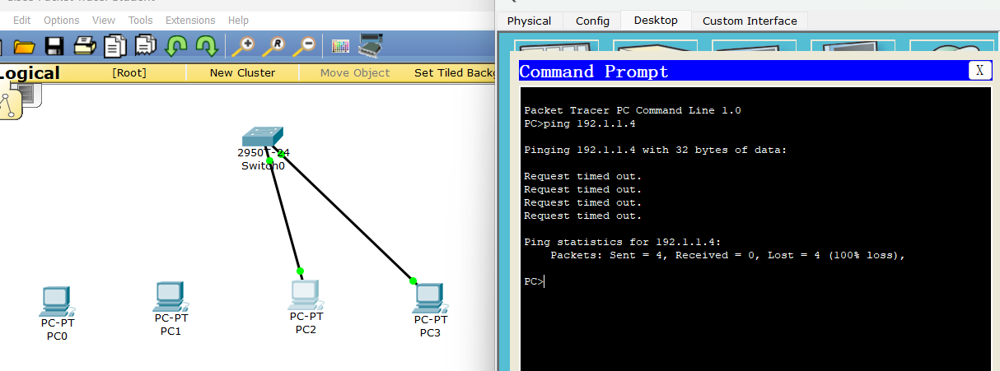 Edit Options View Tools Extensions Help
Logical [Root] New Cluster Move Object Set Tiled Backg
2950T-24
Switch0
PC-PT
PC0
PC-PT
PC1
PC-PT
PC2
PC-PT
PC3
Physical Config Desktop Custom Interface
Command Prompt X
Packet Tracer PC Command Line 1.0
PC>ping 192.1.1.4
Pinging 192.1.1.4 with 32 bytes of data:
Request timed out.
Request timed out.
Request timed out.
Request timed out.
Ping statistics for 192.1.1.4:
Packets: Sent = 4, Received = 0, Lost = 4 (100% loss),
PC>